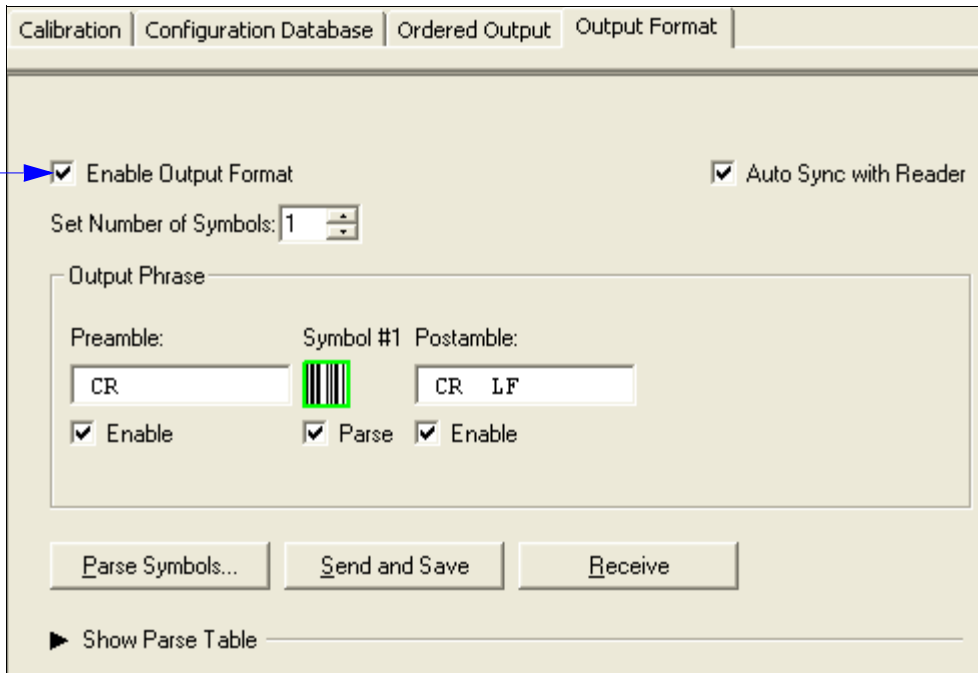 Calibration Configuration Database Ordered Output Output Format
Enable Output Format Auto Sync with Reader
Set Number of Symbols: 1
Output Phrase
Preamble: Symbol #1 Postamble:
CR CR LF
Enable Parse Enable
Parse Symbols... Send and Save Receive
Show Parse Table